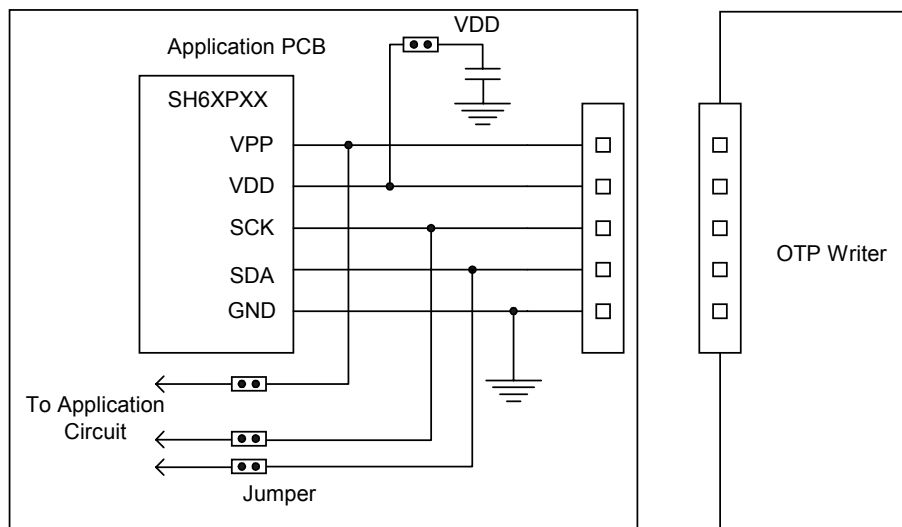 VDD
Application PCB
SH6XPXX
VPP
VDD
SCK
SDA
GND
OTP Writer
To Application
Circuit
Jumper